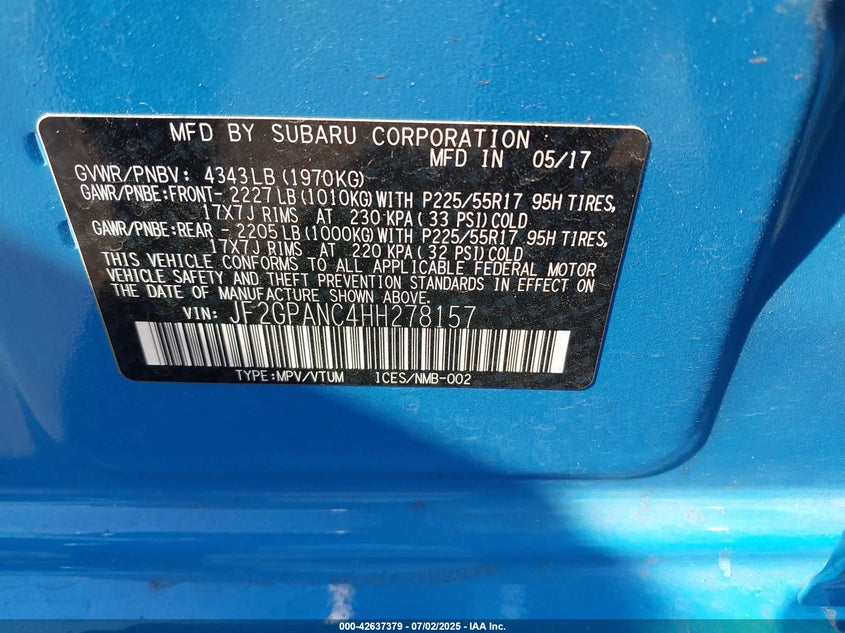 MFD BY SUBARU CORPORATION
MFD IN 05/17
GVWR/PNBV: 4343LB (1970KG)
GAWR/PNBE:FRONT- 2227 LB (1010KG) WITH P225/55R17 95H TIRES,
17X7J RIMS AT 230 KPA (33 PSI) COLD
GAWR/PNBE:REAR - 2205 LB (1000KG) WITH P225/55R17 95H TIRES,
17X7J RIMS AT 220 KPA (32 PSI) COLD
THIS VEHICLE CONFORMS TO ALL APPLICABLE FEDERAL MOTOR
VEHICLE SAFETY AND THEFT PREVENTION STANDARDS IN EFFECT ON
THE DATE OF MANUFACTURE SHOWN ABOVE.
VIN: JF2GPANC4HH278157
TYPE:MPV/VTUM ICES/NMB-002
000-42637379 - 07/02/2025 - IAA Inc.